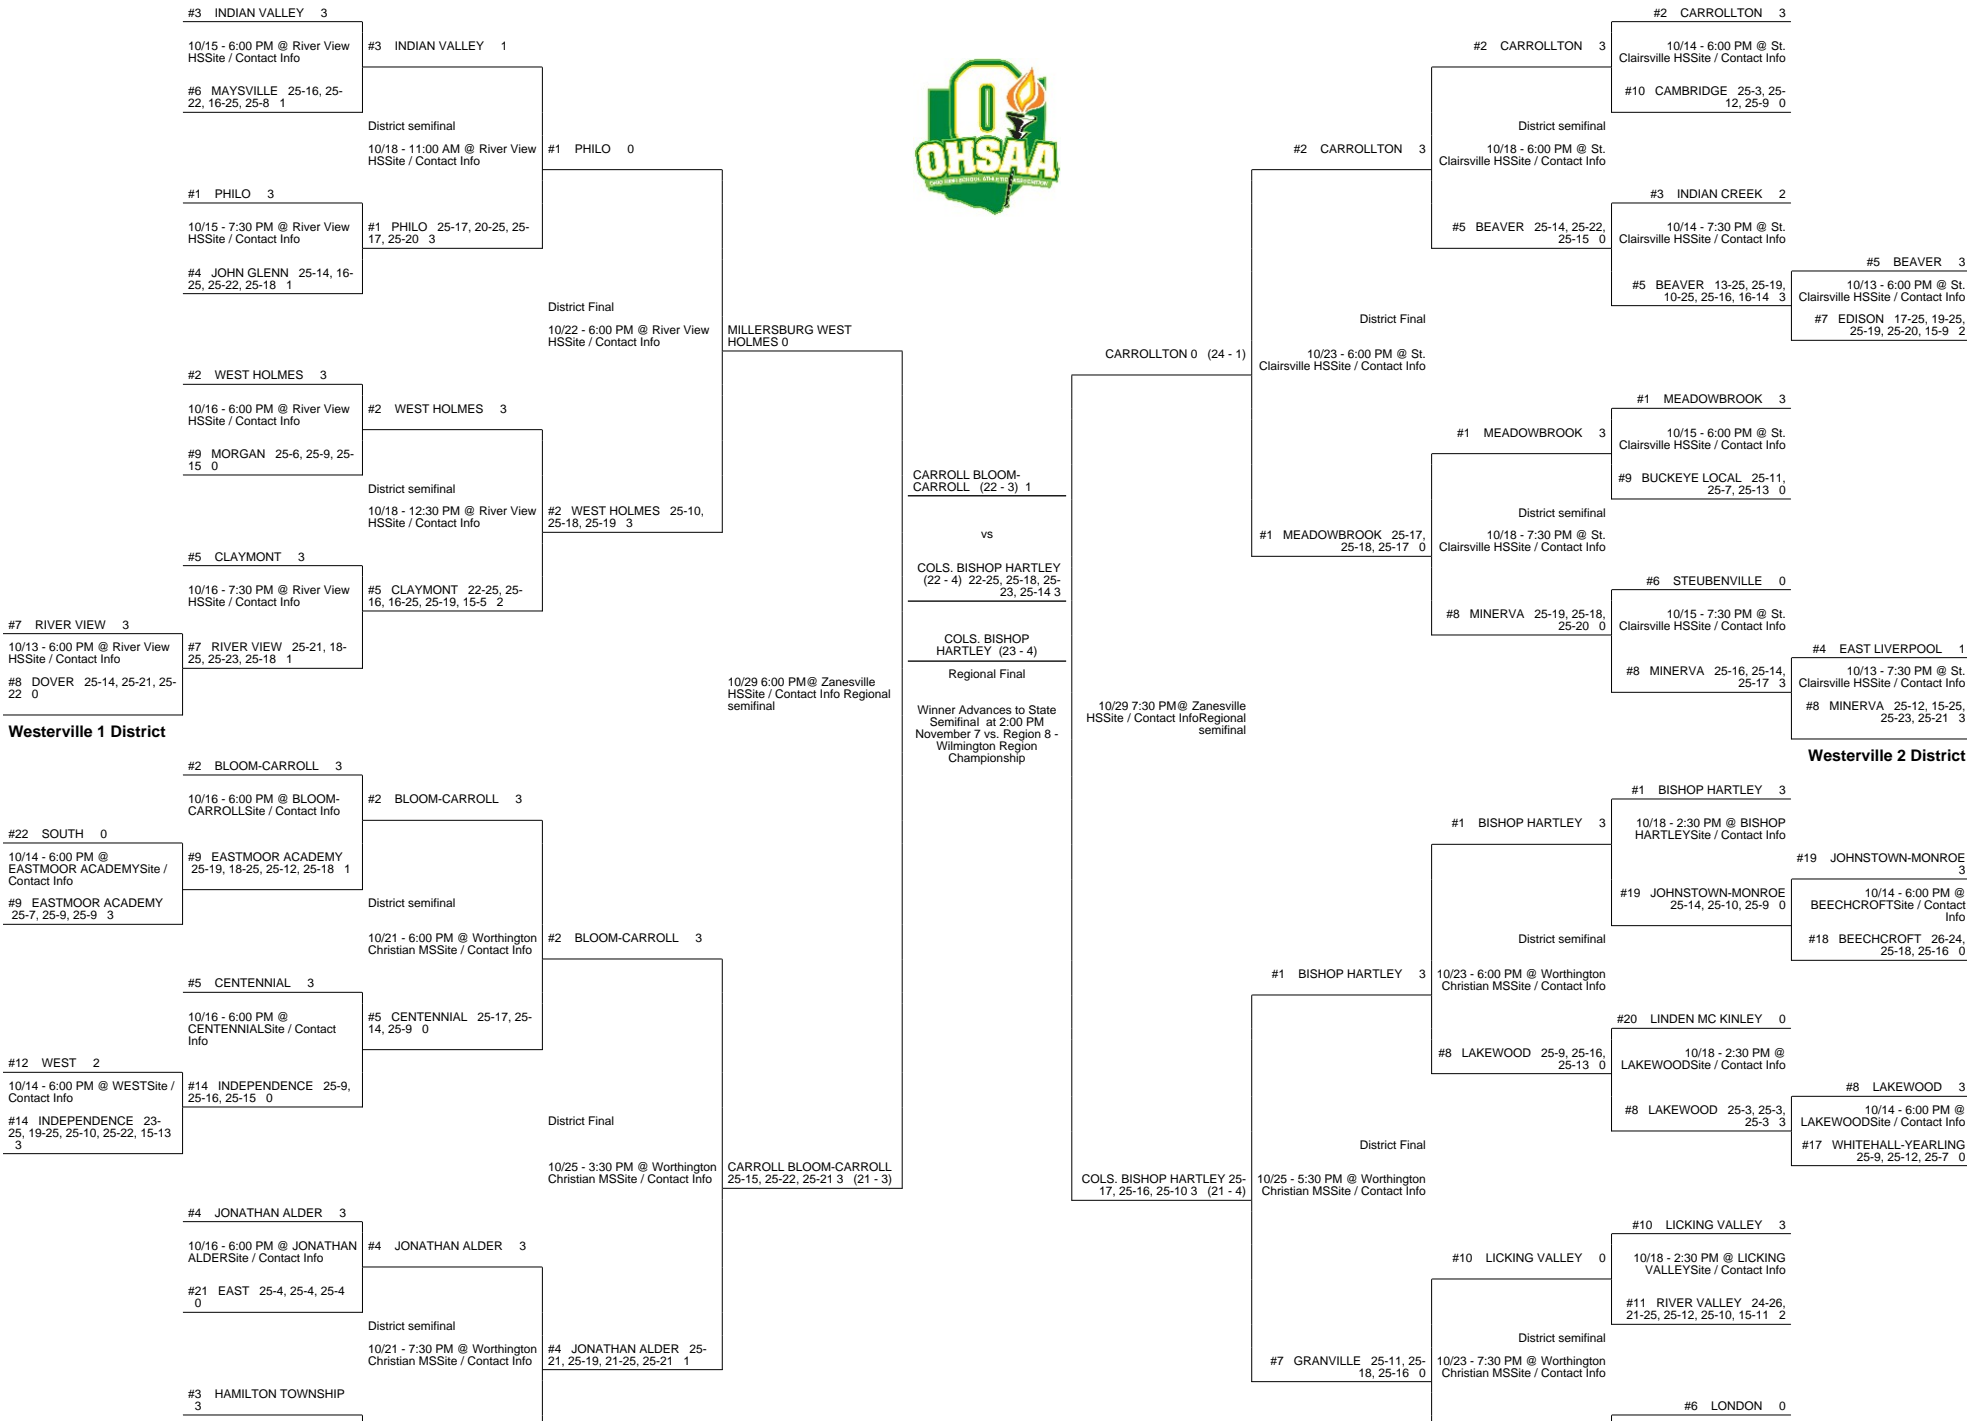 #3 INDIAN VALLEY 3
10/15 - 6:00 PM @ River View
HSSite / Contact Info
#6 MAYSVILLE 25-16, 25-
22, 16-25, 25-8 1
#3 INDIAN VALLEY 1
District semifinal
10/18 - 11:00 AM @ River View
HSSite / Contact Info
#1 PHILO 0
#1 PHILO 3
10/15 - 7:30 PM @ River View
HSSite / Contact Info
#4 JOHN GLENN 25-14, 16-
25, 25-22, 25-18 1
#1 PHILO 25-17, 20-25, 25-
17, 25-20 3
District Final
10/22 - 6:00 PM @ River View
HSSite / Contact Info
MILLERSBURG WEST
HOLMES 0
#2 WEST HOLMES 3
10/16 - 6:00 PM @ River View
HSSite / Contact Info
#9 MORGAN 25-6, 25-9, 25-
15 0
#2 WEST HOLMES 3
District semifinal
10/18 - 12:30 PM @ River View
HSSite / Contact Info
#2 WEST HOLMES 25-10,
25-18, 25-19 3
#5 CLAYMONT 3
10/16 - 7:30 PM @ River View
HSSite / Contact Info
#5 CLAYMONT 22-25, 25-
16, 16-25, 25-19, 15-5 2
#7 RIVER VIEW 3
10/13 - 6:00 PM @ River View
HSSite / Contact Info
#8 DOVER 25-14, 25-21, 25-
22 0
#7 RIVER VIEW 25-21, 18-
25, 25-23, 25-18 1
10/29 6:00 PM@ Zanesville
HSSite / Contact Info Regional
semifinal
Westerville 1 District
#2 BLOOM-CARROLL 3
10/16 - 6:00 PM @ BLOOM-
CARROLLSite / Contact Info
#2 BLOOM-CARROLL 3
#22 SOUTH 0
10/14 - 6:00 PM @
EASTMOOR ACADEMYSite /
Contact Info
#9 EASTMOOR ACADEMY
25-7, 25-9, 25-9 3
#9 EASTMOOR ACADEMY
25-19, 18-25, 25-12, 25-18 1
District semifinal
10/21 - 6:00 PM @ Worthington
Christian MSSite / Contact Info
#2 BLOOM-CARROLL 3
#5 CENTENNIAL 3
10/16 - 6:00 PM @
CENTENNIALSite / Contact
Info
#5 CENTENNIAL 25-17, 25-
14, 25-9 0
#12 WEST 2
10/14 - 6:00 PM @ WESTSite /
Contact Info
#14 INDEPENDENCE 23-
25, 19-25, 25-10, 25-22, 15-13
3
#14 INDEPENDENCE 25-9,
25-16, 25-15 0
District Final
10/25 - 3:30 PM @ Worthington
Christian MSSite / Contact Info
CARROLL BLOOM-CARROLL
25-15, 25-22, 25-21 3 (21 - 3)
#4 JONATHAN ALDER 3
10/16 - 6:00 PM @ JONATHAN
ALDERSite / Contact Info
#21 EAST 25-4, 25-4, 25-4
0
#4 JONATHAN ALDER 3
District semifinal
10/21 - 7:30 PM @ Worthington
Christian MSSite / Contact Info
#4 JONATHAN ALDER 25-
21, 25-19, 21-25, 25-21 1
#3 HAMILTON TOWNSHIP
3
OHSAA
CARROLL BLOOM-
CARROLL (22 - 3) 1
vs
COLS. BISHOP HARTLEY
(22 - 4) 22-25, 25-18, 25-
23, 25-14 3
COLS. BISHOP
HARTLEY (23 - 4)
Regional Final
Winner Advances to State
Semifinal at 2:00 PM
November 7 vs. Region 8 -
Wilmington Region
Championship
#2 CARROLLTON 3
#2 CARROLLTON 3
10/14 - 6:00 PM @ St.
Clairsville HSSite / Contact Info
#10 CAMBRIDGE 25-3, 25-
12, 25-9 0
District semifinal
#2 CARROLLTON 3
10/18 - 6:00 PM @ St.
Clairsville HSSite / Contact Info
#3 INDIAN CREEK 2
#5 BEAVER 25-14, 25-22,
25-15 0
10/14 - 7:30 PM @ St.
Clairsville HSSite / Contact Info
#5 BEAVER 13-25, 25-19,
10-25, 25-16, 16-14 3
#5 BEAVER 3
10/13 - 6:00 PM @ St.
Clairsville HSSite / Contact Info
#7 EDISON 17-25, 19-25,
25-19, 25-20, 15-9 2
District Final
CARROLLTON 0 (24 - 1)
10/23 - 6:00 PM @ St.
Clairsville HSSite / Contact Info
#1 MEADOWBROOK 3
#1 MEADOWBROOK 3
10/15 - 6:00 PM @ St.
Clairsville HSSite / Contact Info
#9 BUCKEYE LOCAL 25-11,
25-7, 25-13 0
District semifinal
#1 MEADOWBROOK 25-17,
25-18, 25-17 0
10/18 - 7:30 PM @ St.
Clairsville HSSite / Contact Info
#6 STEUBENVILLE 0
#8 MINERVA 25-19, 25-18,
25-20 0
10/15 - 7:30 PM @ St.
Clairsville HSSite / Contact Info
#8 MINERVA 25-16, 25-14,
25-17 3
#4 EAST LIVERPOOL 1
10/13 - 7:30 PM @ St.
Clairsville HSSite / Contact Info
#8 MINERVA 25-12, 15-25,
25-23, 25-21 3
10/29 7:30 PM@ Zanesville
HSSite / Contact InfoRegional
semifinal
Westerville 2 District
#1 BISHOP HARTLEY 3
#1 BISHOP HARTLEY 3
10/18 - 2:30 PM @ BISHOP
HARTLEYSite / Contact Info
#19 JOHNSTOWN-MONROE
3
#19 JOHNSTOWN-MONROE
25-14, 25-10, 25-9 0
10/14 - 6:00 PM @
BEECHCROFTSite / Contact
Info
#18 BEECHCROFT 26-24,
25-18, 25-16 0
District semifinal
#1 BISHOP HARTLEY 3
10/23 - 6:00 PM @ Worthington
Christian MSSite / Contact Info
#20 LINDEN MC KINLEY 0
#8 LAKEWOOD 25-9, 25-16,
25-13 0
10/18 - 2:30 PM @
LAKEWOODSite / Contact Info
#8 LAKEWOOD 25-3, 25-3,
25-3 3
#8 LAKEWOOD 3
10/14 - 6:00 PM @
LAKEWOODSite / Contact Info
#17 WHITEHALL-YEARLING
25-9, 25-12, 25-7 0
District Final
COLS. BISHOP HARTLEY 25-
17, 25-16, 25-10 3 (21 - 4)
10/25 - 5:30 PM @ Worthington
Christian MSSite / Contact Info
#10 LICKING VALLEY 3
#10 LICKING VALLEY 0
10/18 - 2:30 PM @ LICKING
VALLEYSite / Contact Info
#11 RIVER VALLEY 24-26,
21-25, 25-12, 25-10, 15-11 2
District semifinal
#7 GRANVILLE 25-11, 25-
18, 25-16 0
10/23 - 7:30 PM @ Worthington
Christian MSSite / Contact Info
#6 LONDON 0